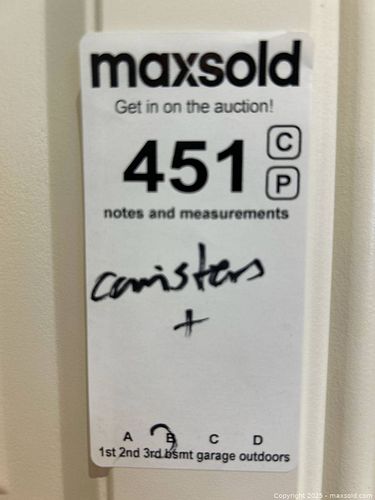 maxsold
Get in on the auction!
451 C
P
notes and measurements
canisters
+
A B C D
1st 2nd 3rd bsmt garage outdoors
Copyright 2025 - maxsold.com